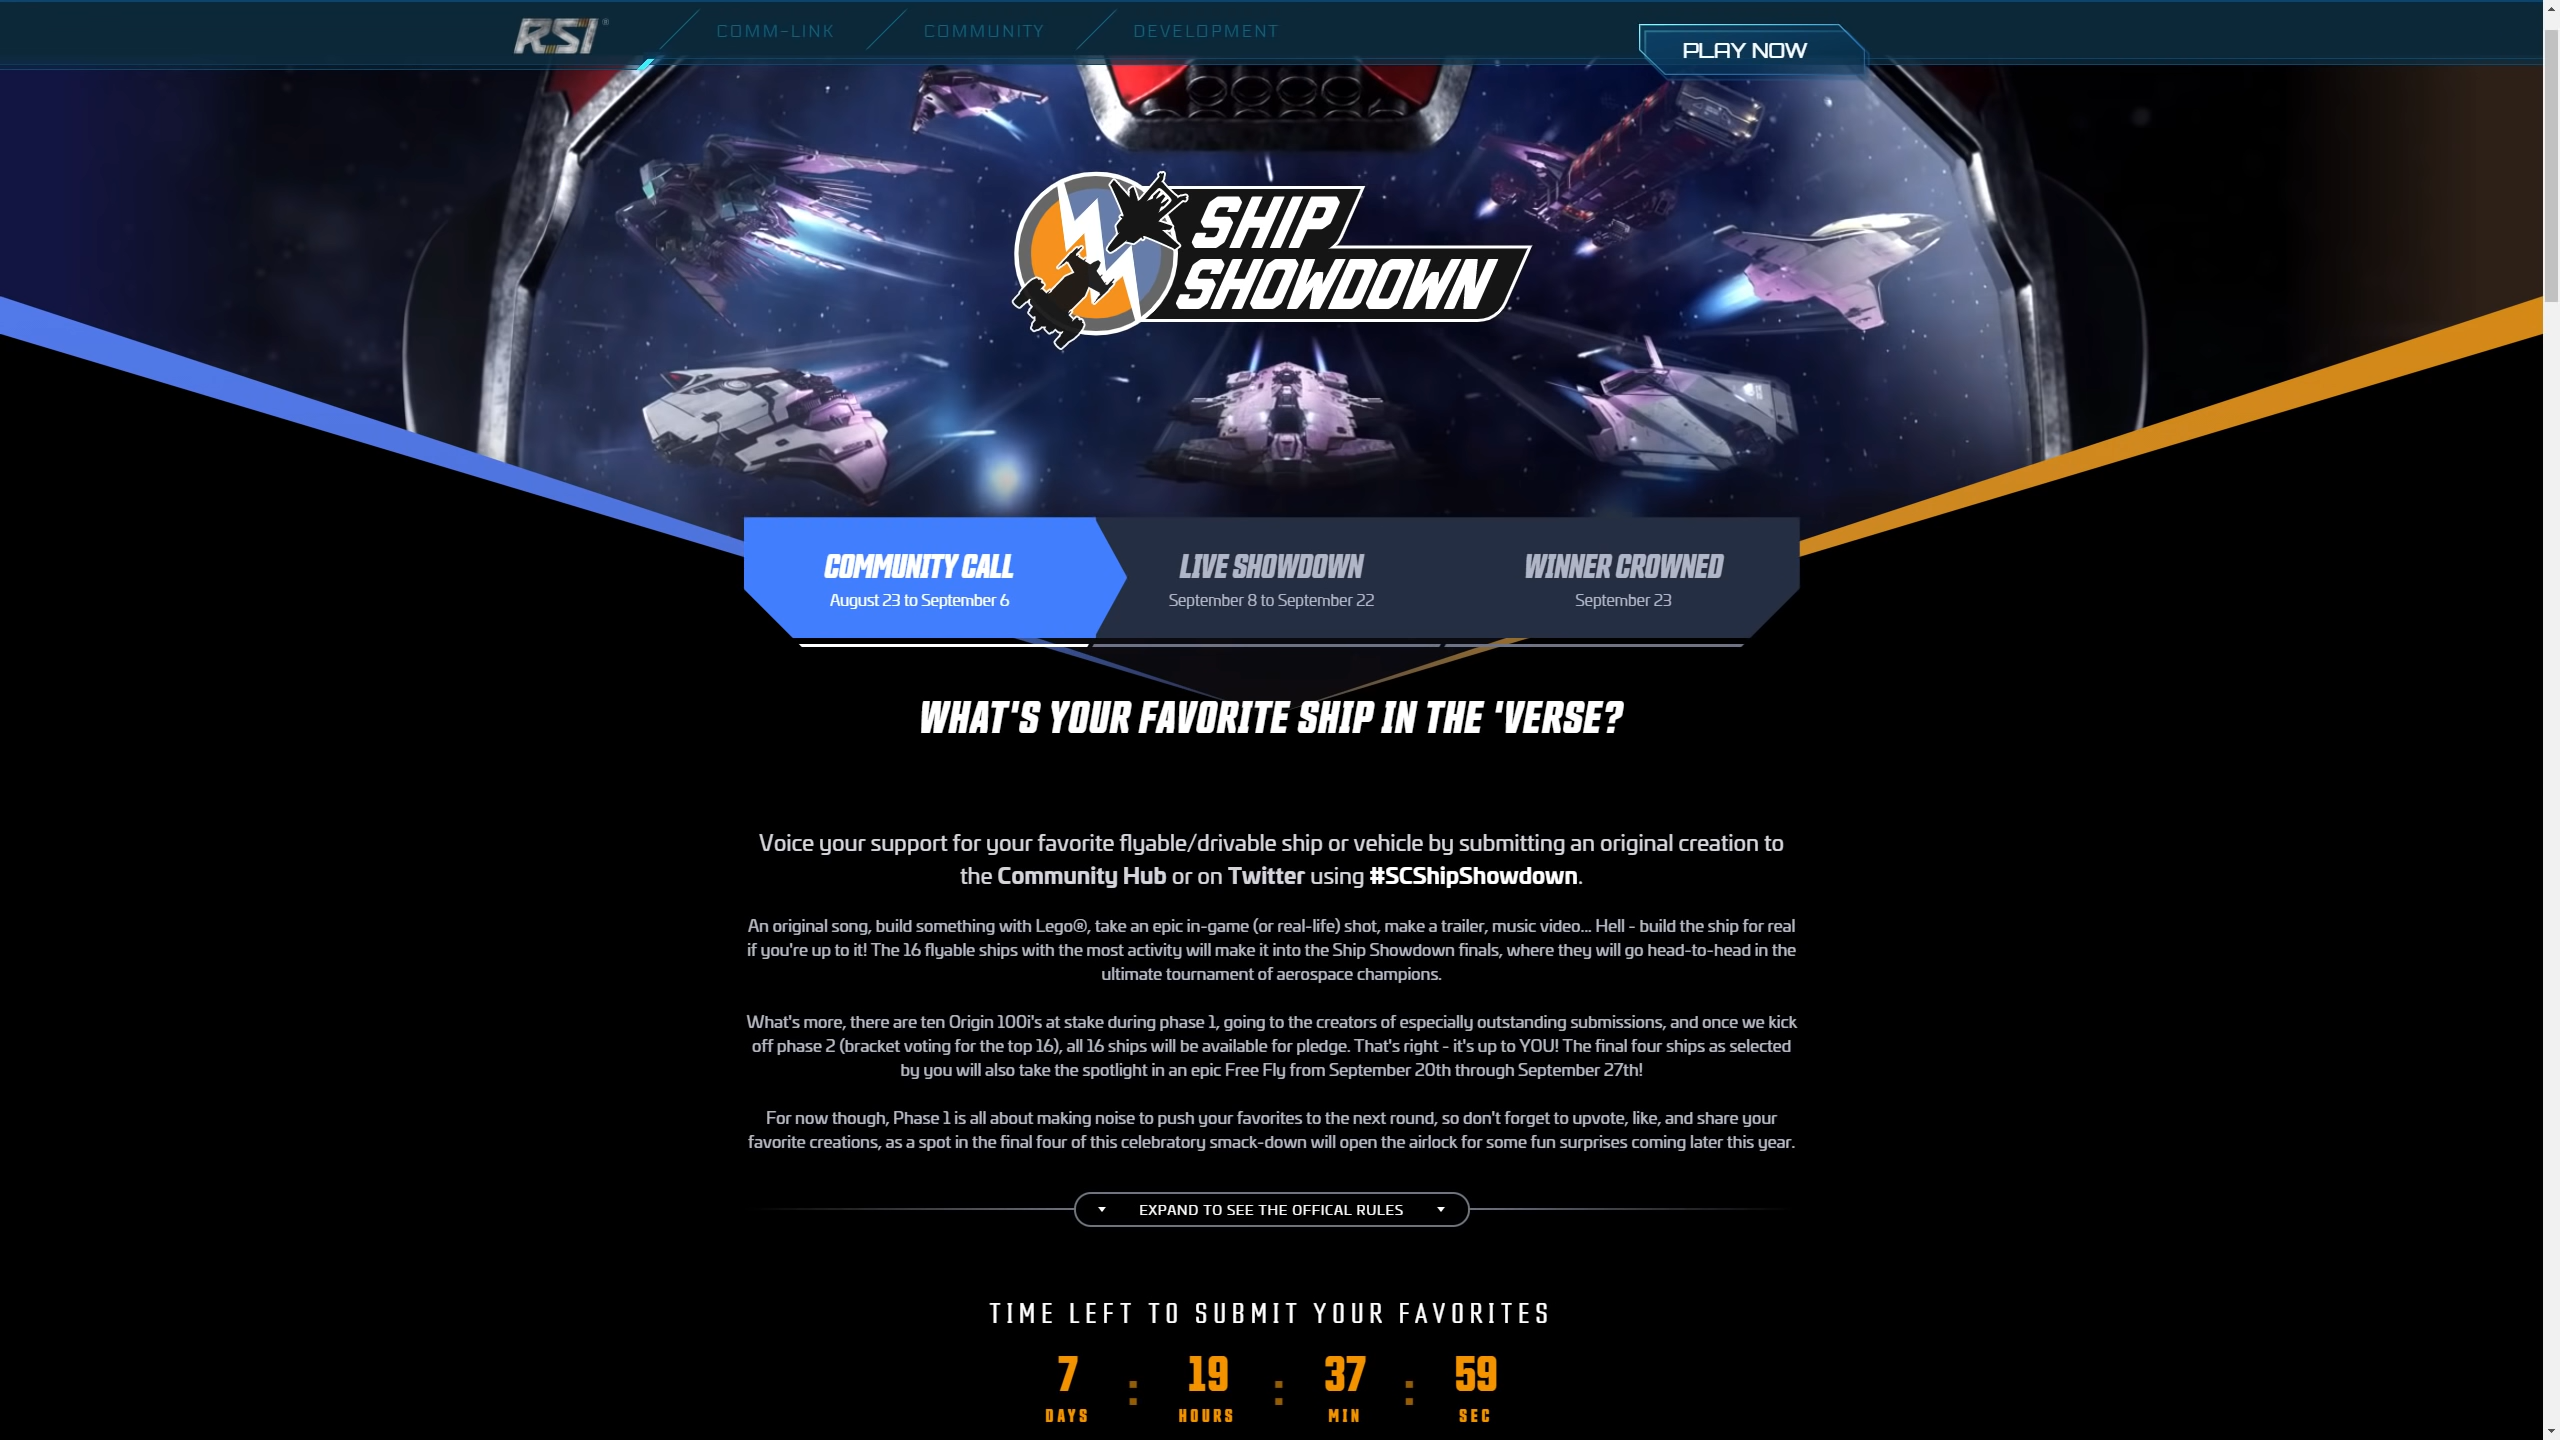 RSI®
COMM-LINK
COMMUNITY
DEVELOPMENT
PLAY NOW
SHIP
SHOWDOWN
COMMUNITY CALL
August 23 to September 6
LIVE SHOWDOWN
September 8 to September 22
WINNER CROWNED
September 23
WHAT'S YOUR FAVORITE SHIP IN THE 'VERSE?
Voice your support for your favorite flyable/drivable ship or vehicle by submitting an original creation to
the Community Hub or on Twitter using #SCShipShowdown.
An original song, build something with Lego®, take an epic in-game (or real-life) shot, make a trailer, music video... Hell - build the ship for real
if you're up to it! The 16 flyable ships with the most activity will make it into the Ship Showdown finals, where they will go head-to-head in the
ultimate tournament of aerospace champions.
What's more, there are ten Origin 100i's at stake during phase 1, going to the creators of especially outstanding submissions, and once we kick
off phase 2 (bracket voting for the top 16), all 16 ships will be available for pledge. That's right - it's up to YOU! The final four ships as selected
by you will also take the spotlight in an epic Free Fly from September 20th through September 27th!
For now though, Phase 1 is all about making noise to push your favorites to the next round, so don't forget to upvote, like, and share your
favorite creations, as a spot in the final four of this celebratory smack-down will open the airlock for some fun surprises coming later this year.
EXPAND TO SEE THE OFFICAL RULES
TIME LEFT TO SUBMIT YOUR FAVORITES
7 : 19 : 37 : 59
DAYS HOURS MIN SEC